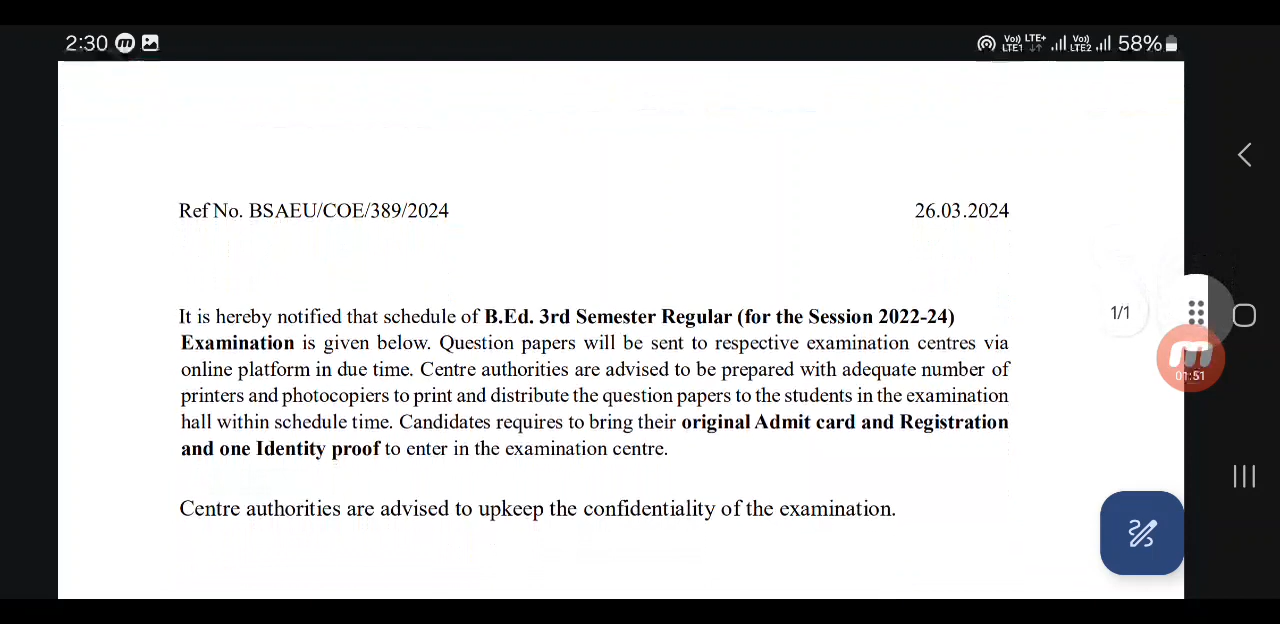 2:30 m Vo)) LTE+ LTE1 Vo)) LTE2 58%
Ref No. BSAEU/COE/389/2024 26.03.2024
It is hereby notified that schedule of B.Ed. 3rd Semester Regular (for the Session 2022-24)
1/1
Examination is given below. Question papers will be sent to respective examination centres via
online platform in due time. Centre authorities are advised to be prepared with adequate number of
m
01:51
printers and photocopiers to print and distribute the question papers to the students in the examination
hall within schedule time. Candidates requires to bring their original Admit card and Registration
and one Identity proof to enter in the examination centre.
Centre authorities are advised to upkeep the confidentiality of the examination.